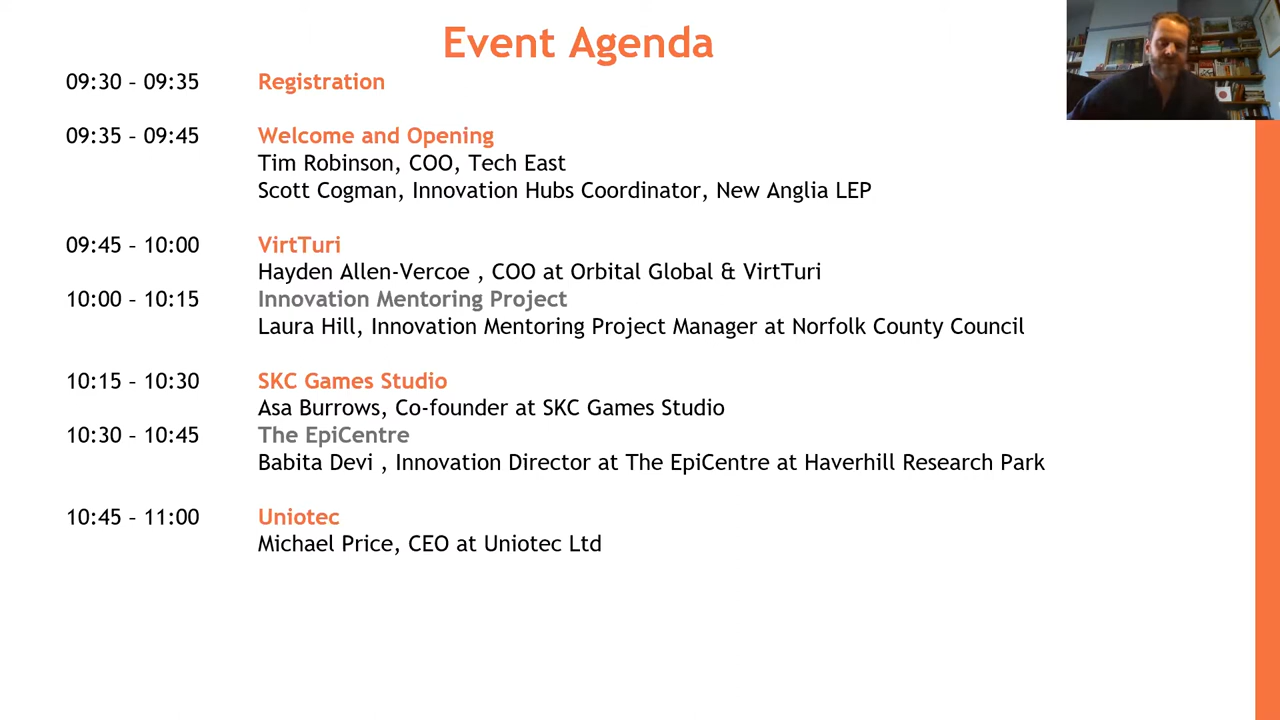 Event Agenda
09:30 – 09:35 Registration
09:35 – 09:45 Welcome and Opening
Tim Robinson, COO, Tech East
Scott Cogman, Innovation Hubs Coordinator, New Anglia LEP
09:45 – 10:00 VirtTuri
Hayden Allen-Vercoe , COO at Orbital Global & VirtTuri
10:00 – 10:15 Innovation Mentoring Project
Laura Hill, Innovation Mentoring Project Manager at Norfolk County Council
10:15 – 10:30 SKC Games Studio
Asa Burrows, Co-founder at SKC Games Studio
10:30 – 10:45 The EpiCentre
Babita Devi , Innovation Director at The EpiCentre at Haverhill Research Park
10:45 – 11:00 Uniotec
Michael Price, CEO at Uniotec Ltd